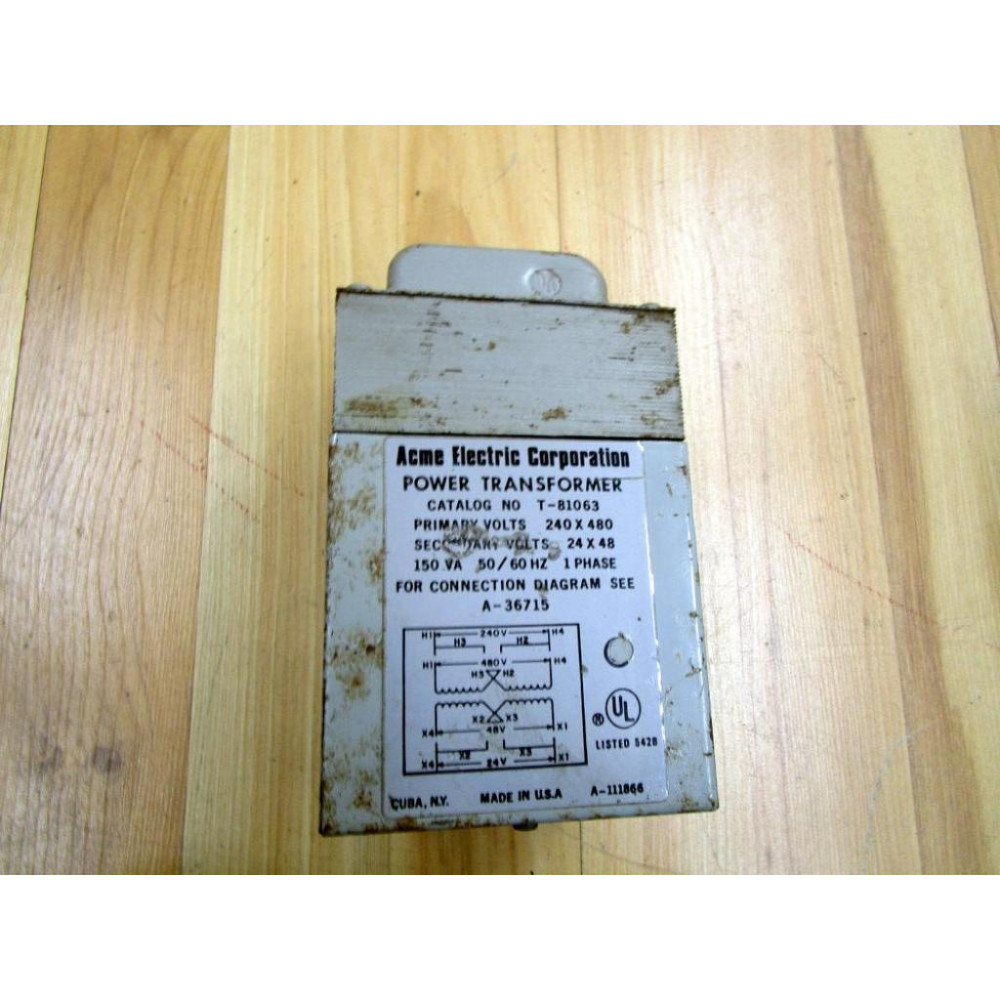 Acme Electric Corporation
POWER TRANSFORMER
CATALOG NO T-81063
PRIMARY VOLTS 240 X 480
SECONDARY VOLTS 24 X 48
150 VA 50/60 HZ 1 PHASE
FOR CONNECTION DIAGRAM SEE
A-36715
H1 240V H4
H3 H2
H1 480V H4
H3 H2
X2 X3
X4 48V X1
X2 X3
X4 24V X1
® UL
LISTED 542B
CUBA, N.Y. MADE IN U.S.A A-111866